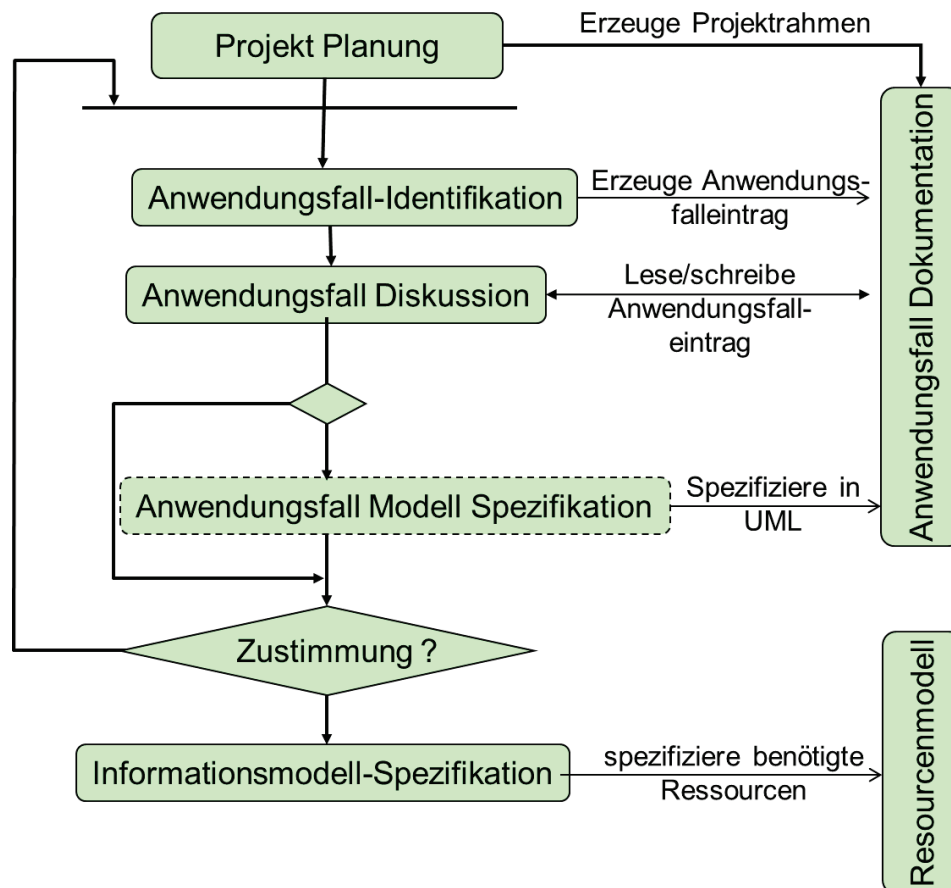 Projekt Planung
Erzeuge Projektrahmen
Anwendungsfall-Identifikation
Erzeuge Anwendungs-
falleintrag
Anwendungsfall Diskussion
Lese/schreibe
Anwendungsfall-
eintrag
Anwendungsfall Modell Spezifikation
Spezifiziere in
UML
Anwendungsfall Dokumentation
Zustimmung ?
Informationsmodell-Spezifikation
spezifiziere benötigte
Ressourcen
Resourcenmodell